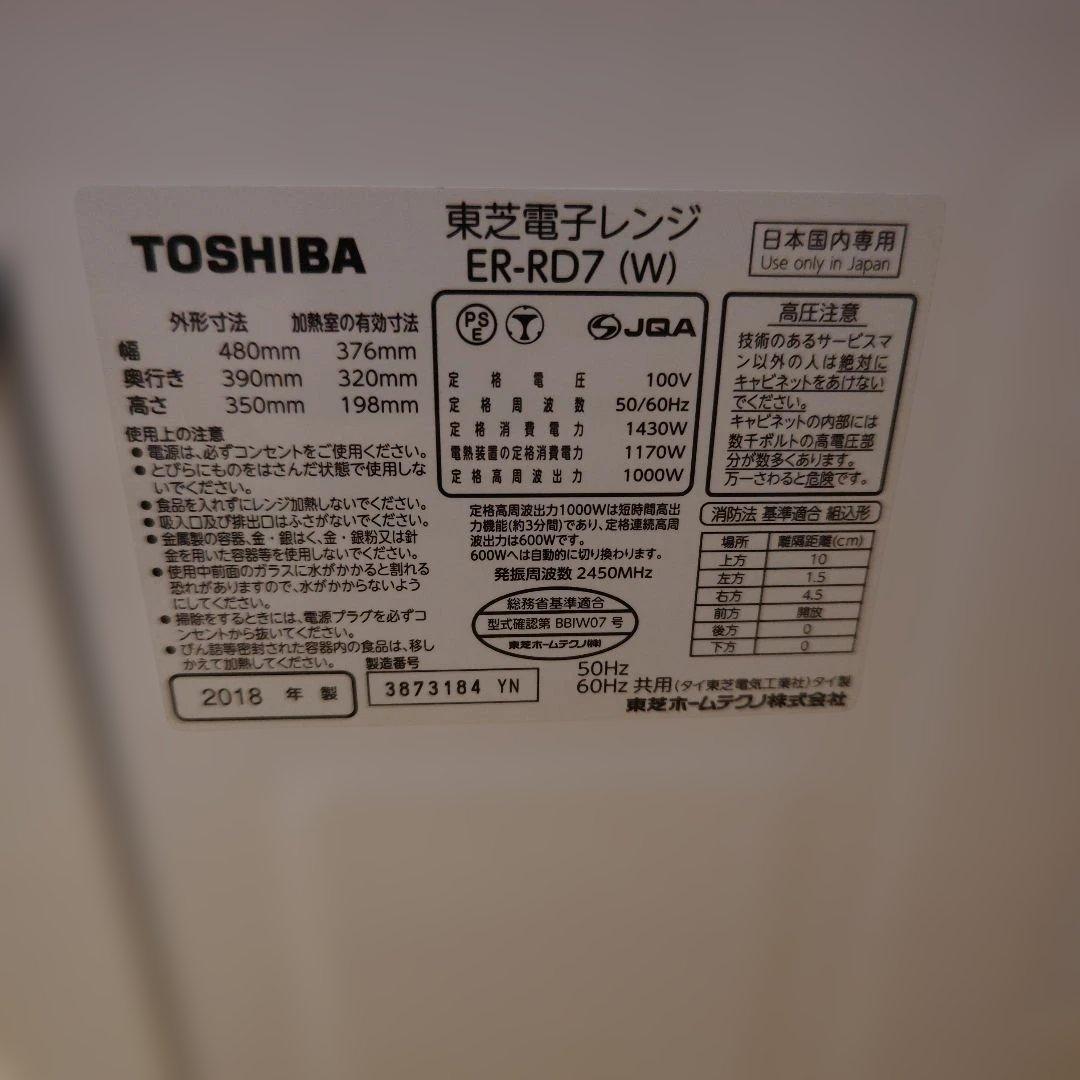 TOSHIBA
東芝電子レンジ
ER-RD7 (W)
日本国内専用
Use only in Japan
外形寸法 加熱室の有効寸法
幅 480mm 376mm
奥行き 390mm 320mm
高さ 350mm 198mm
使用上の注意
●電源は、必ずコンセントをご使用ください。
●とびらにものをはさんだ状態で使用しな
いでください。
●食品を入れずにレンジ加熱しないでください。
●吸入口及び排出口はふさがないでください。
●金属製の容器、金・銀はく、金・銀粉又は針
金を用いた容器等を使用しないでください。
●使用中前面のガラスに水がかかると割れる
恐れがありますので、水がかからないよう
にしてください。
●掃除をするときには、電源プラグを必ずコ
ンセントから抜いてください。
●びん詰等密封された容器内の食品は、移し
かえて加熱してください。
2018 年 製
製造番号
3873184 YN
PS
E
JQA
定格電圧 100V
定格周波数 50/60Hz
定格消費電力 1430W
電熱装置の定格消費電力 1170W
定格高周波出力 1000W
定格高周波出力1000Wは短時間高出
力機能(約3分間)であり、定格連続高周
波出力は600Wです。
600Wへは自動的に切り換わります。
発振周波数 2450MHz
総務省基準適合
型式確認第 BBIW07 号
東芝ホームテクノ(株)
高圧注意
技術のあるサービスマ
ン以外の人は絶対に
キャビネットをあけない
でください。
キャビネットの内部には
数千ボルトの高電圧部
分が数多くあります。
万一さわると危険です。
消防法 基準適合 組込形
場所 離隔距離(cm)
上方 10
左方 1.5
右方 4.5
前方 開放
後方 0
下方 0
50Hz
60Hz 共用 (タイ東芝電気工業社)タイ製
東芝ホームテクノ株式会社